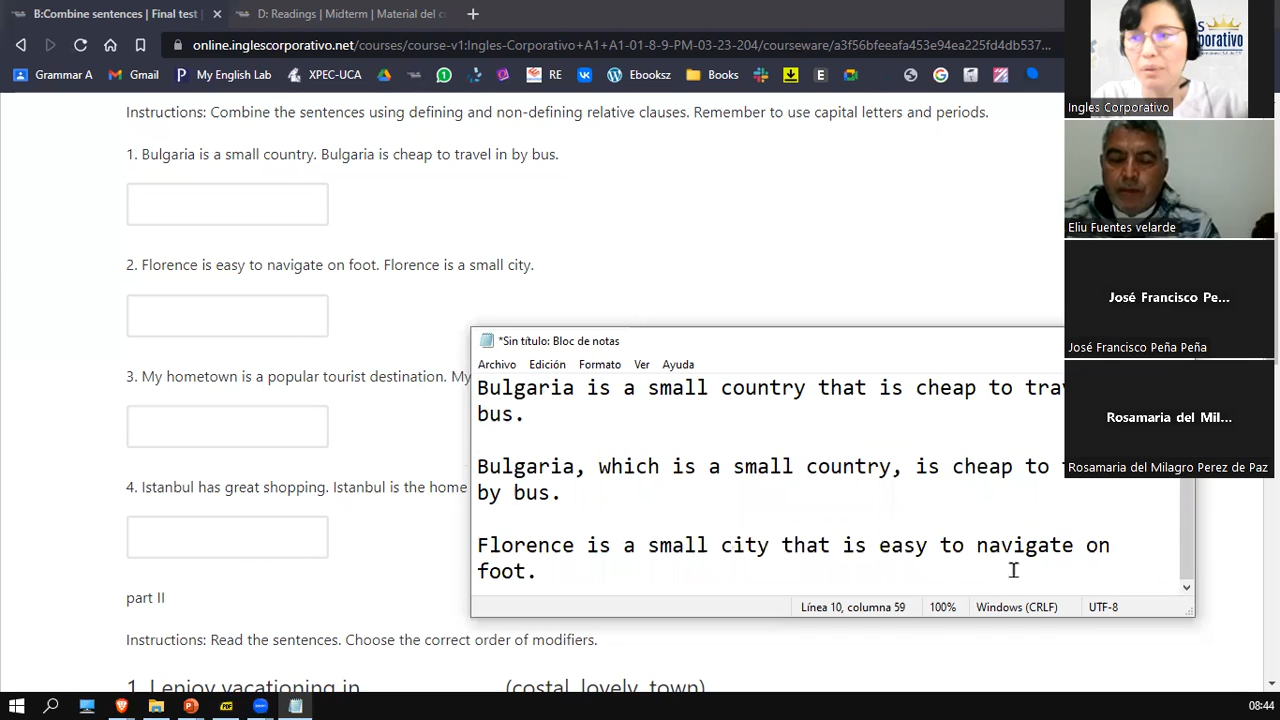 B:Combine sentences | Final test
D: Readings | Midterm | Material del c
online.inglescorporativo.net/courses/course-v1:Ingles-Corporativo+A1+A1-01-8-9-PM-03-23-204/courseware/a3f56bfeeafa453e94ea225fd4db537...
Grammar A
Gmail
My English Lab
XPEC-UCA
RE
Ebooksz
Books
Instructions: Combine the sentences using defining and non-defining relative clauses. Remember to use capital letters and periods.
1. Bulgaria is a small country. Bulgaria is cheap to travel in by bus.
2. Florence is easy to navigate on foot. Florence is a small city.
3. My hometown is a popular tourist destination. My
4. Istanbul has great shopping. Istanbul is the home
part II
Instructions: Read the sentences. Choose the correct order of modifiers.
1. I enjoy vacationing in (costal, lovely, town)
*Sin título: Bloc de notas
Archivo Edición Formato Ver Ayuda
Bulgaria is a small country that is cheap to trav
bus.
Bulgaria, which is a small country, is cheap to
by bus.
Florence is a small city that is easy to navigate on
foot.
Línea 10, columna 59 100% Windows (CRLF) UTF-8
Ingles Corporativo
Eliu Fuentes velarde
José Francisco Pe...
José Francisco Peña Peña
Rosamaria del Mil...
Rosamaria del Milagro Perez de Paz
08:44